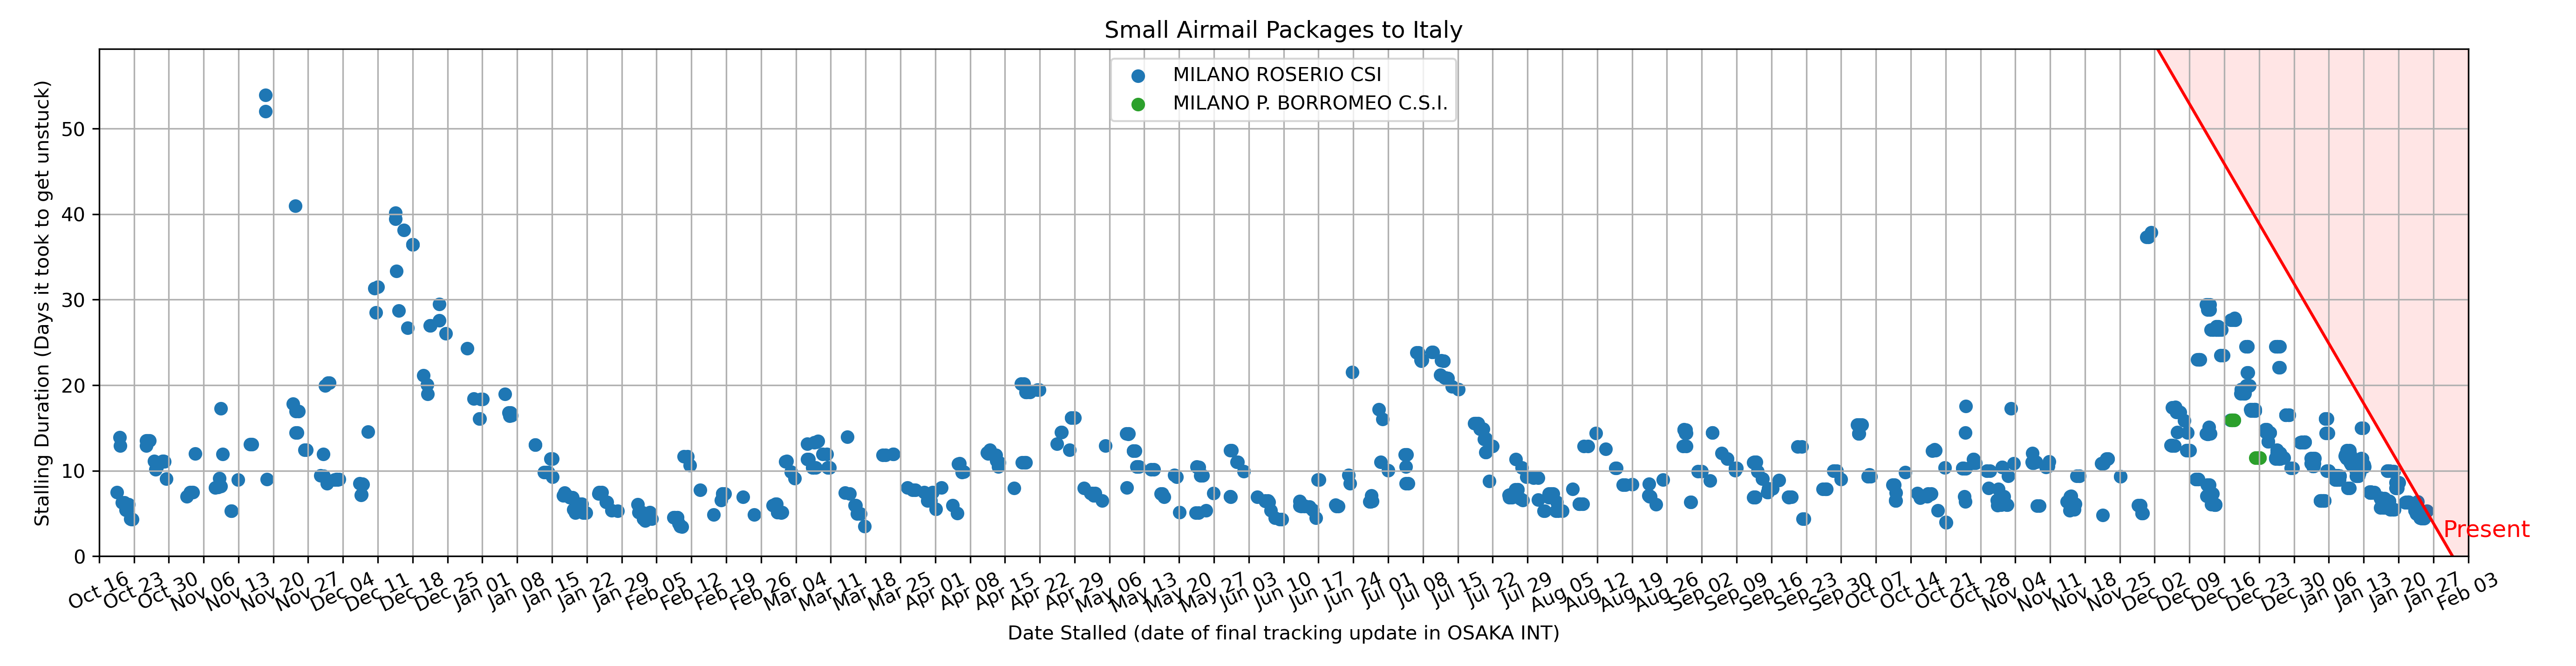 Small Airmail Packages to Italy
MILANO ROSERIO CSI
MILANO P. BORROMEO C.S.I.
Stalling Duration (Days it took to get unstuck)
50
40
30
20
10
0
Present
Oct 16 Oct 23 Oct 30 Nov 06 Nov 13 Nov 20 Nov 27 Dec 04 Dec 11 Dec 18 Dec 25 Jan 01 Jan 08 Jan 15 Jan 22 Jan 29 Feb 05 Feb 12 Feb 19 Feb 26 Mar 04 Mar 11 Mar 18 Mar 25 Apr 01 Apr 08 Apr 15 Apr 22 Apr 29 May 06 May 13 May 20 May 27 Jun 03 Jun 10 Jun 17 Jun 24 Jul 01 Jul 08 Jul 15 Jul 22 Jul 29 Aug 05 Aug 12 Aug 19 Aug 26 Sep 02 Sep 09 Sep 16 Sep 23 Sep 30 Oct 07 Oct 14 Oct 21 Oct 28 Nov 04 Nov 11 Nov 18 Nov 25 Dec 02 Dec 09 Dec 16 Dec 23 Dec 30 Jan 06 Jan 13 Jan 20 Jan 27 Feb 03
Date Stalled (date of final tracking update in OSAKA INT)